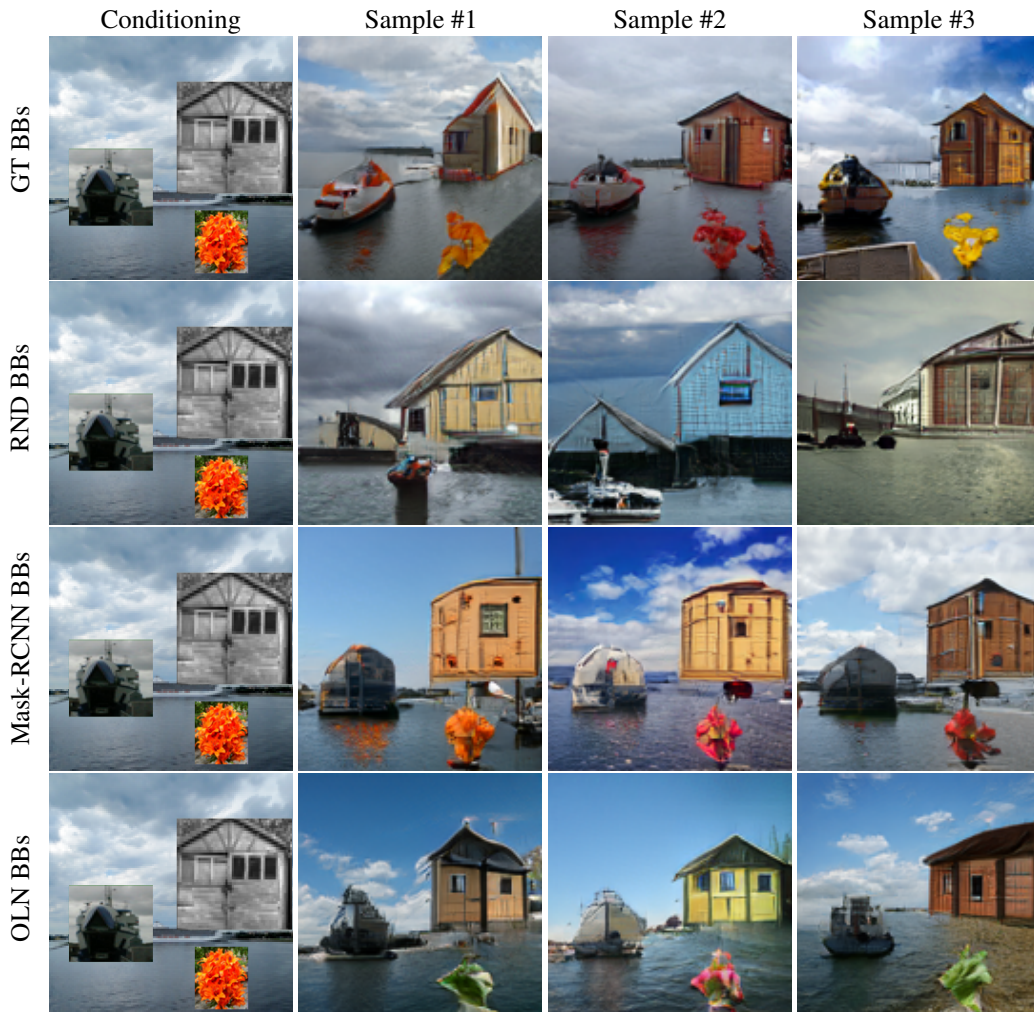 Conditioning Sample #1 Sample #2 Sample #3
GT BBs
RND BBs
Mask-RCNN BBs
OLN BBs